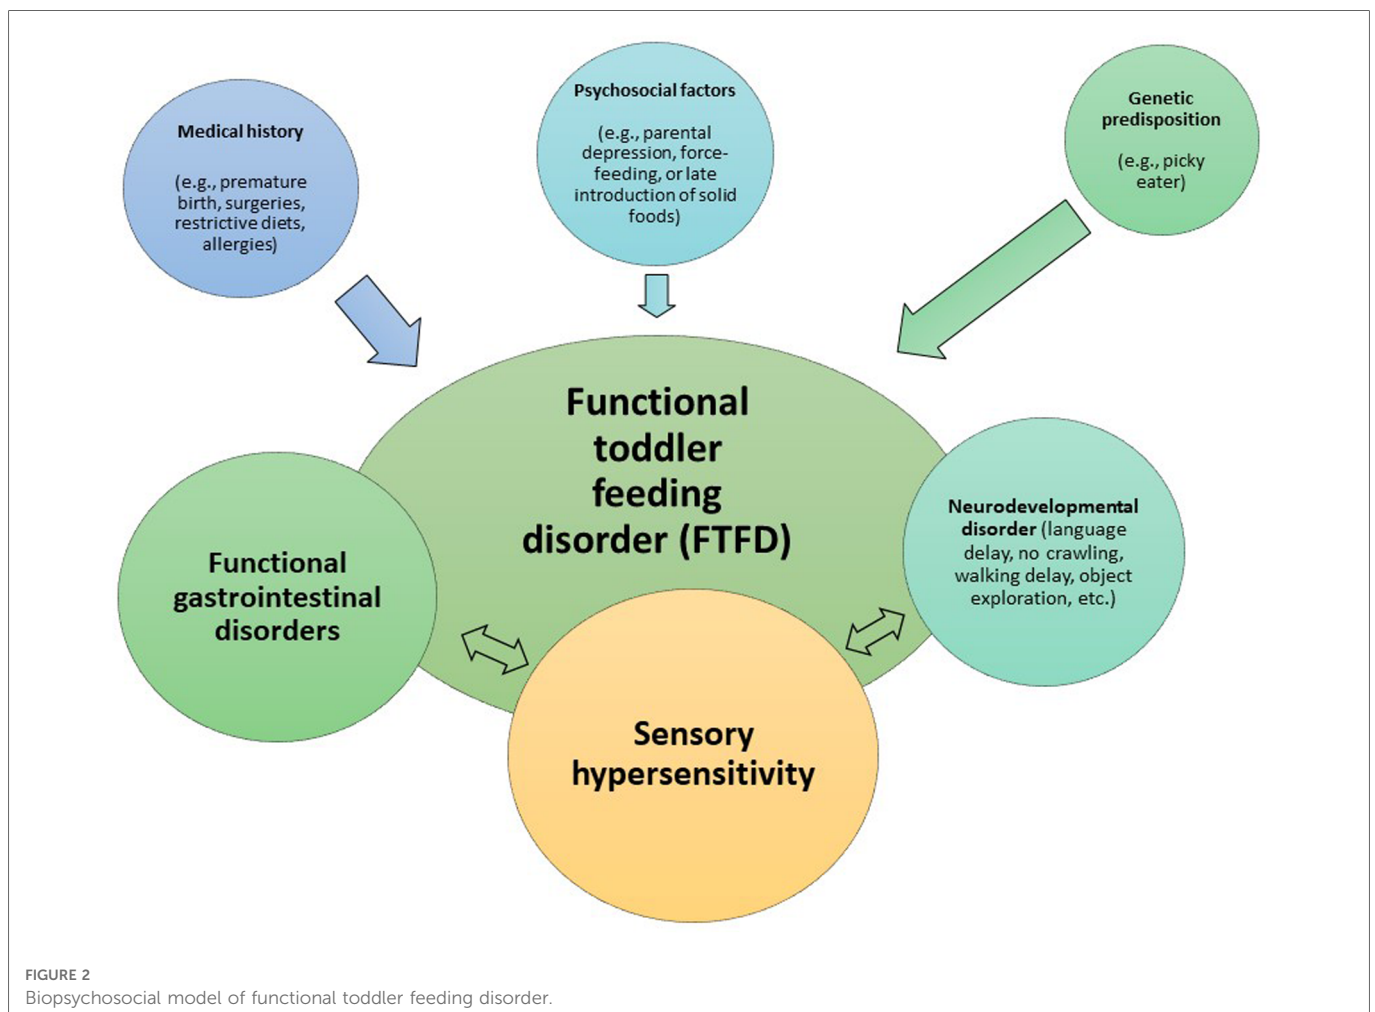 Medical history
(e.g., premature
birth, surgeries,
restrictive diets,
allergies)
Psychosocial factors
(e.g., parental
depression, force-
feeding, or late
introduction of solid
foods)
Genetic
predisposition
(e.g., picky
eater)
Functional
toddler
feeding
disorder (FTFD)
Functional
gastrointestinal
disorders
Neurodevelopmental
disorder (language
delay, no crawling,
walking delay, object
exploration, etc.)
Sensory
hypersensitivity
FIGURE 2
Biopsychosocial model of functional toddler feeding disorder.